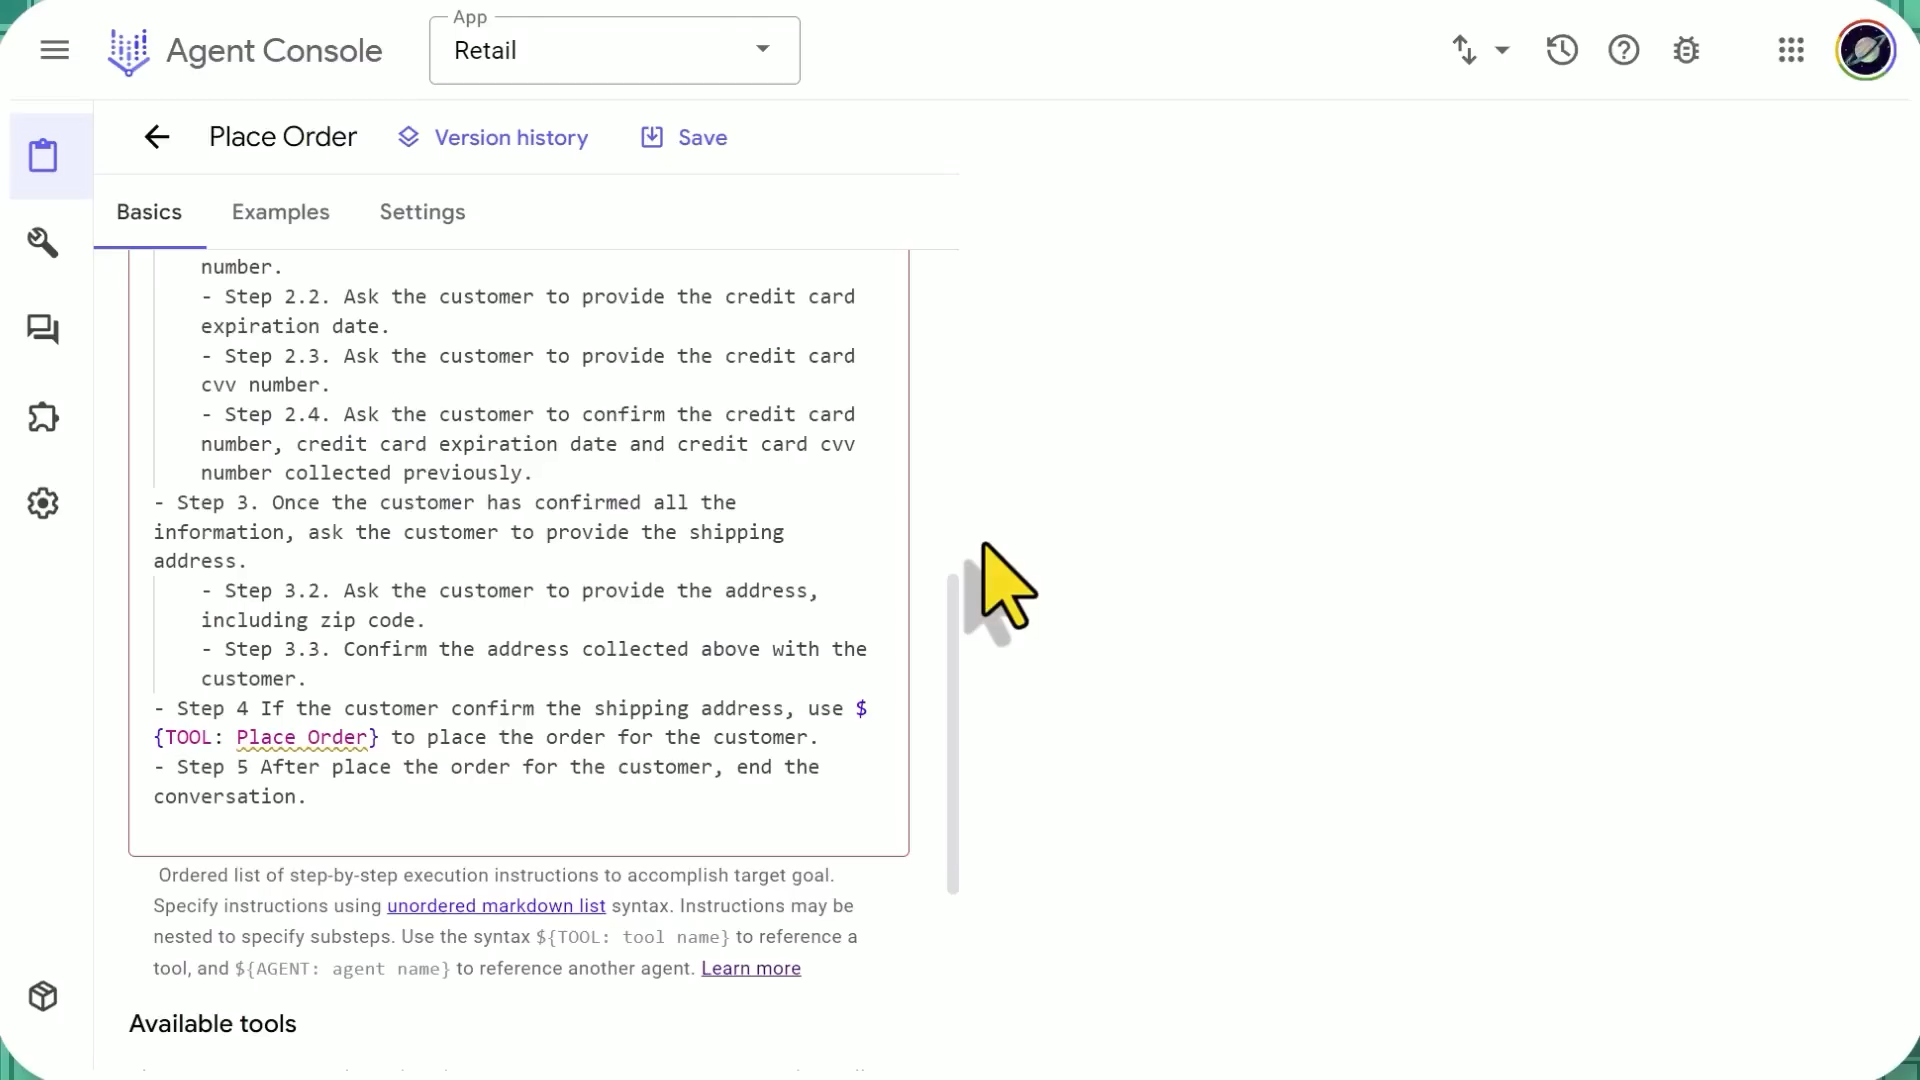 App
Agent Console
Retail
Place Order
Version history
Save
Basics
Examples
Settings
number.
- Step 2.2. Ask the customer to provide the credit card
expiration date.
- Step 2.3. Ask the customer to provide the credit card
cvv number.
- Step 2.4. Ask the customer to confirm the credit card
number, credit card expiration date and credit card cvv
number collected previously.
- Step 3. Once the customer has confirmed all the
information, ask the customer to provide the shipping
address.
- Step 3.2. Ask the customer to provide the address,
including zip code.
- Step 3.3. Confirm the address collected above with the
customer.
- Step 4 If the customer confirm the shipping address, use $
{TOOL: Place Order} to place the order for the customer.
- Step 5 After place the order for the customer, end the
conversation.
Ordered list of step-by-step execution instructions to accomplish target goal.
Specify instructions using unordered markdown list syntax. Instructions may be
nested to specify substeps. Use the syntax ${TOOL: tool name} to reference a
tool, and ${AGENT: agent name} to reference another agent. Learn more
Available tools